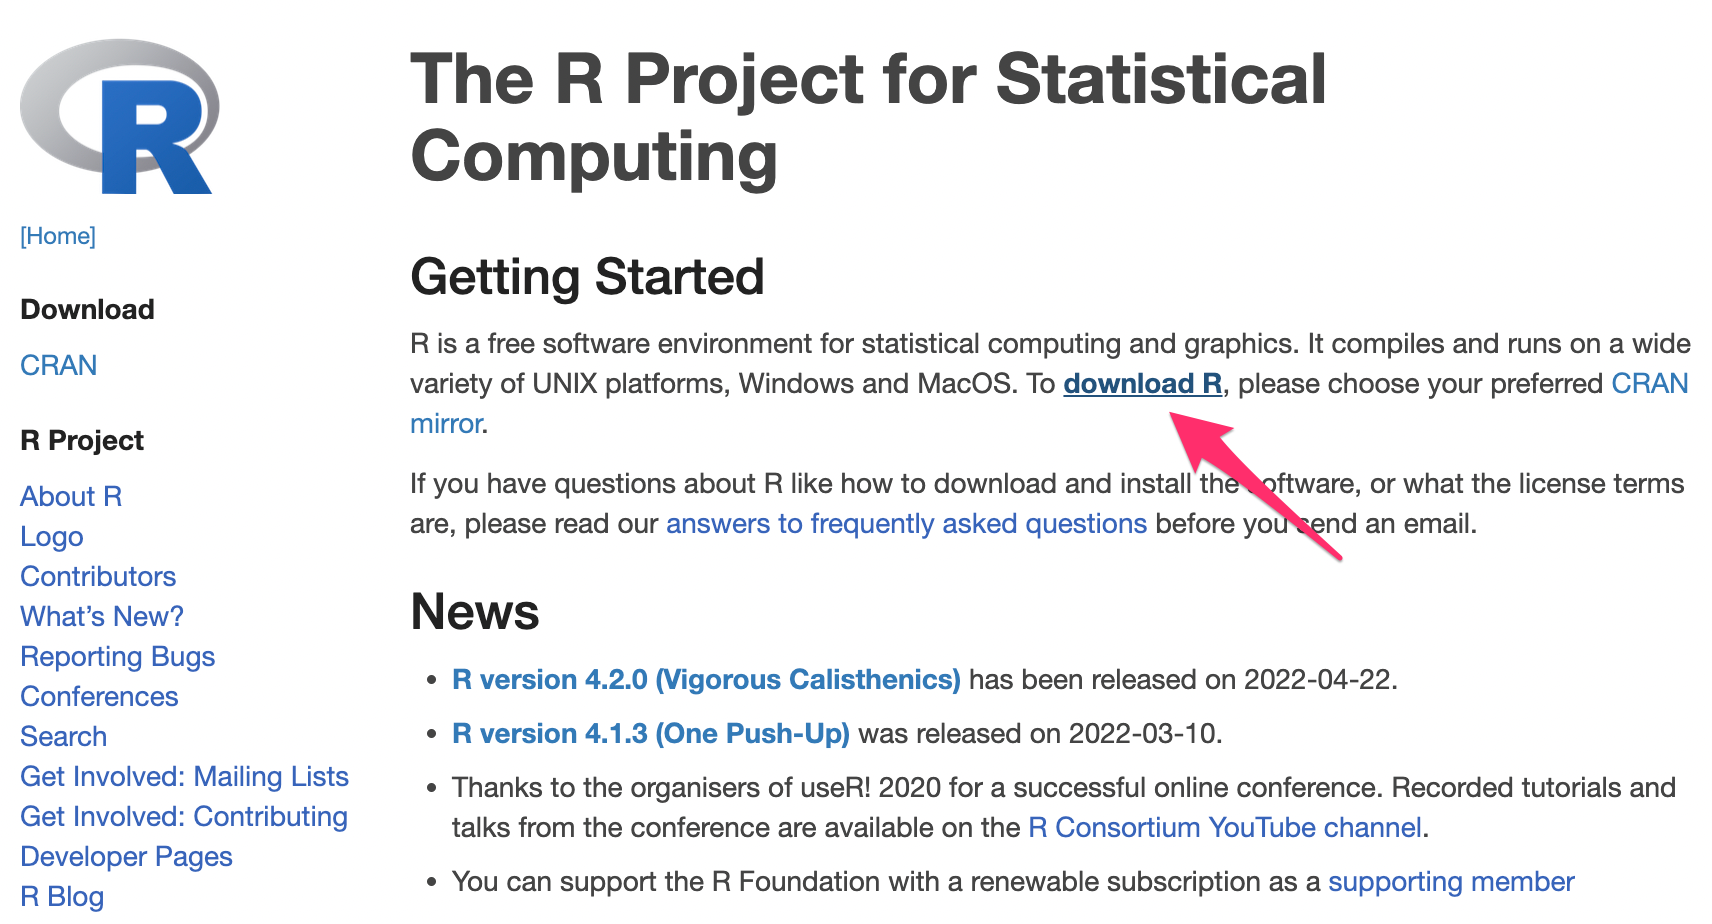 R
[Home]
Download
CRAN
R Project
About R
Logo
Contributors
What's New?
Reporting Bugs
Conferences
Search
Get Involved: Mailing Lists
Get Involved: Contributing
Developer Pages
R Blog
The R Project for Statistical
Computing
Getting Started
R is a free software environment for statistical computing and graphics. It compiles and runs on a wide
variety of UNIX platforms, Windows and MacOS. To download R, please choose your preferred CRAN
mirror.
If you have questions about R like how to download and install the software, or what the license terms
are, please read our answers to frequently asked questions before you send an email.
News
• R version 4.2.0 (Vigorous Calisthenics) has been released on 2022-04-22.
• R version 4.1.3 (One Push-Up) was released on 2022-03-10.
• Thanks to the organisers of useR! 2020 for a successful online conference. Recorded tutorials and
talks from the conference are available on the R Consortium YouTube channel.
• You can support the R Foundation with a renewable subscription as a supporting member